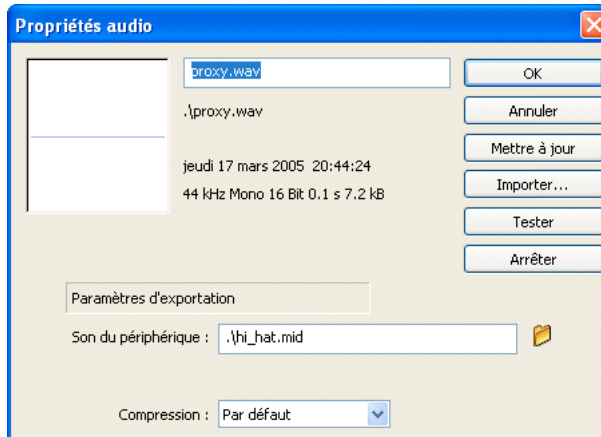 Propriétés audio
proxy.wav
OK
.\proxy.wav
Annuler
Mettre à jour
jeudi 17 mars 2005 20:44:24
Importer...
44 kHz Mono 16 Bit 0.1 s 7.2 kB
Tester
Arrêter
Paramètres d'exportation
Son du périphérique : .\hi_hat.mid
Compression : Par défaut